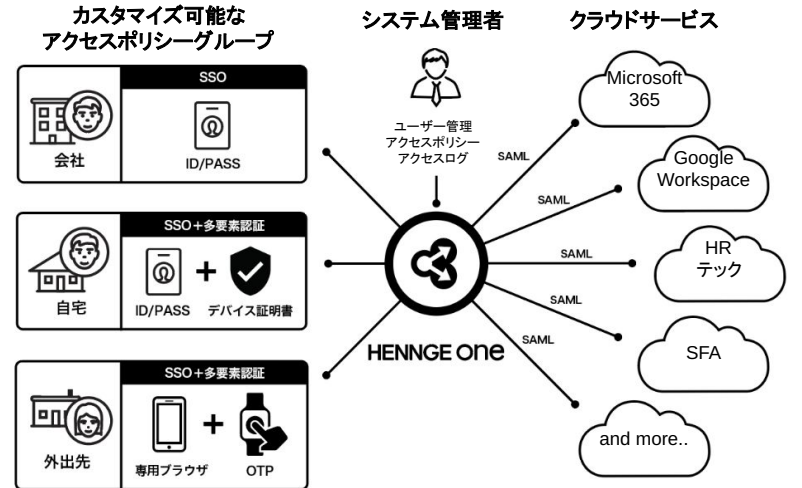 カスタマイズ可能な
アクセスポリシーグループ
システム管理者
クラウドサービス
SSO
会社
ID/PASS
SSO+多要素認証
自宅
ID/PASS
+
デバイス証明書
SSO+多要素認証
外出先
専用ブラウザ
+
OTP
ユーザー管理
アクセスポリシー
アクセスログ
HENNGE one
SAML
SAML
SAML
SAML
SAML
Microsoft
365
Google
Workspace
HR
テック
SFA
and more..